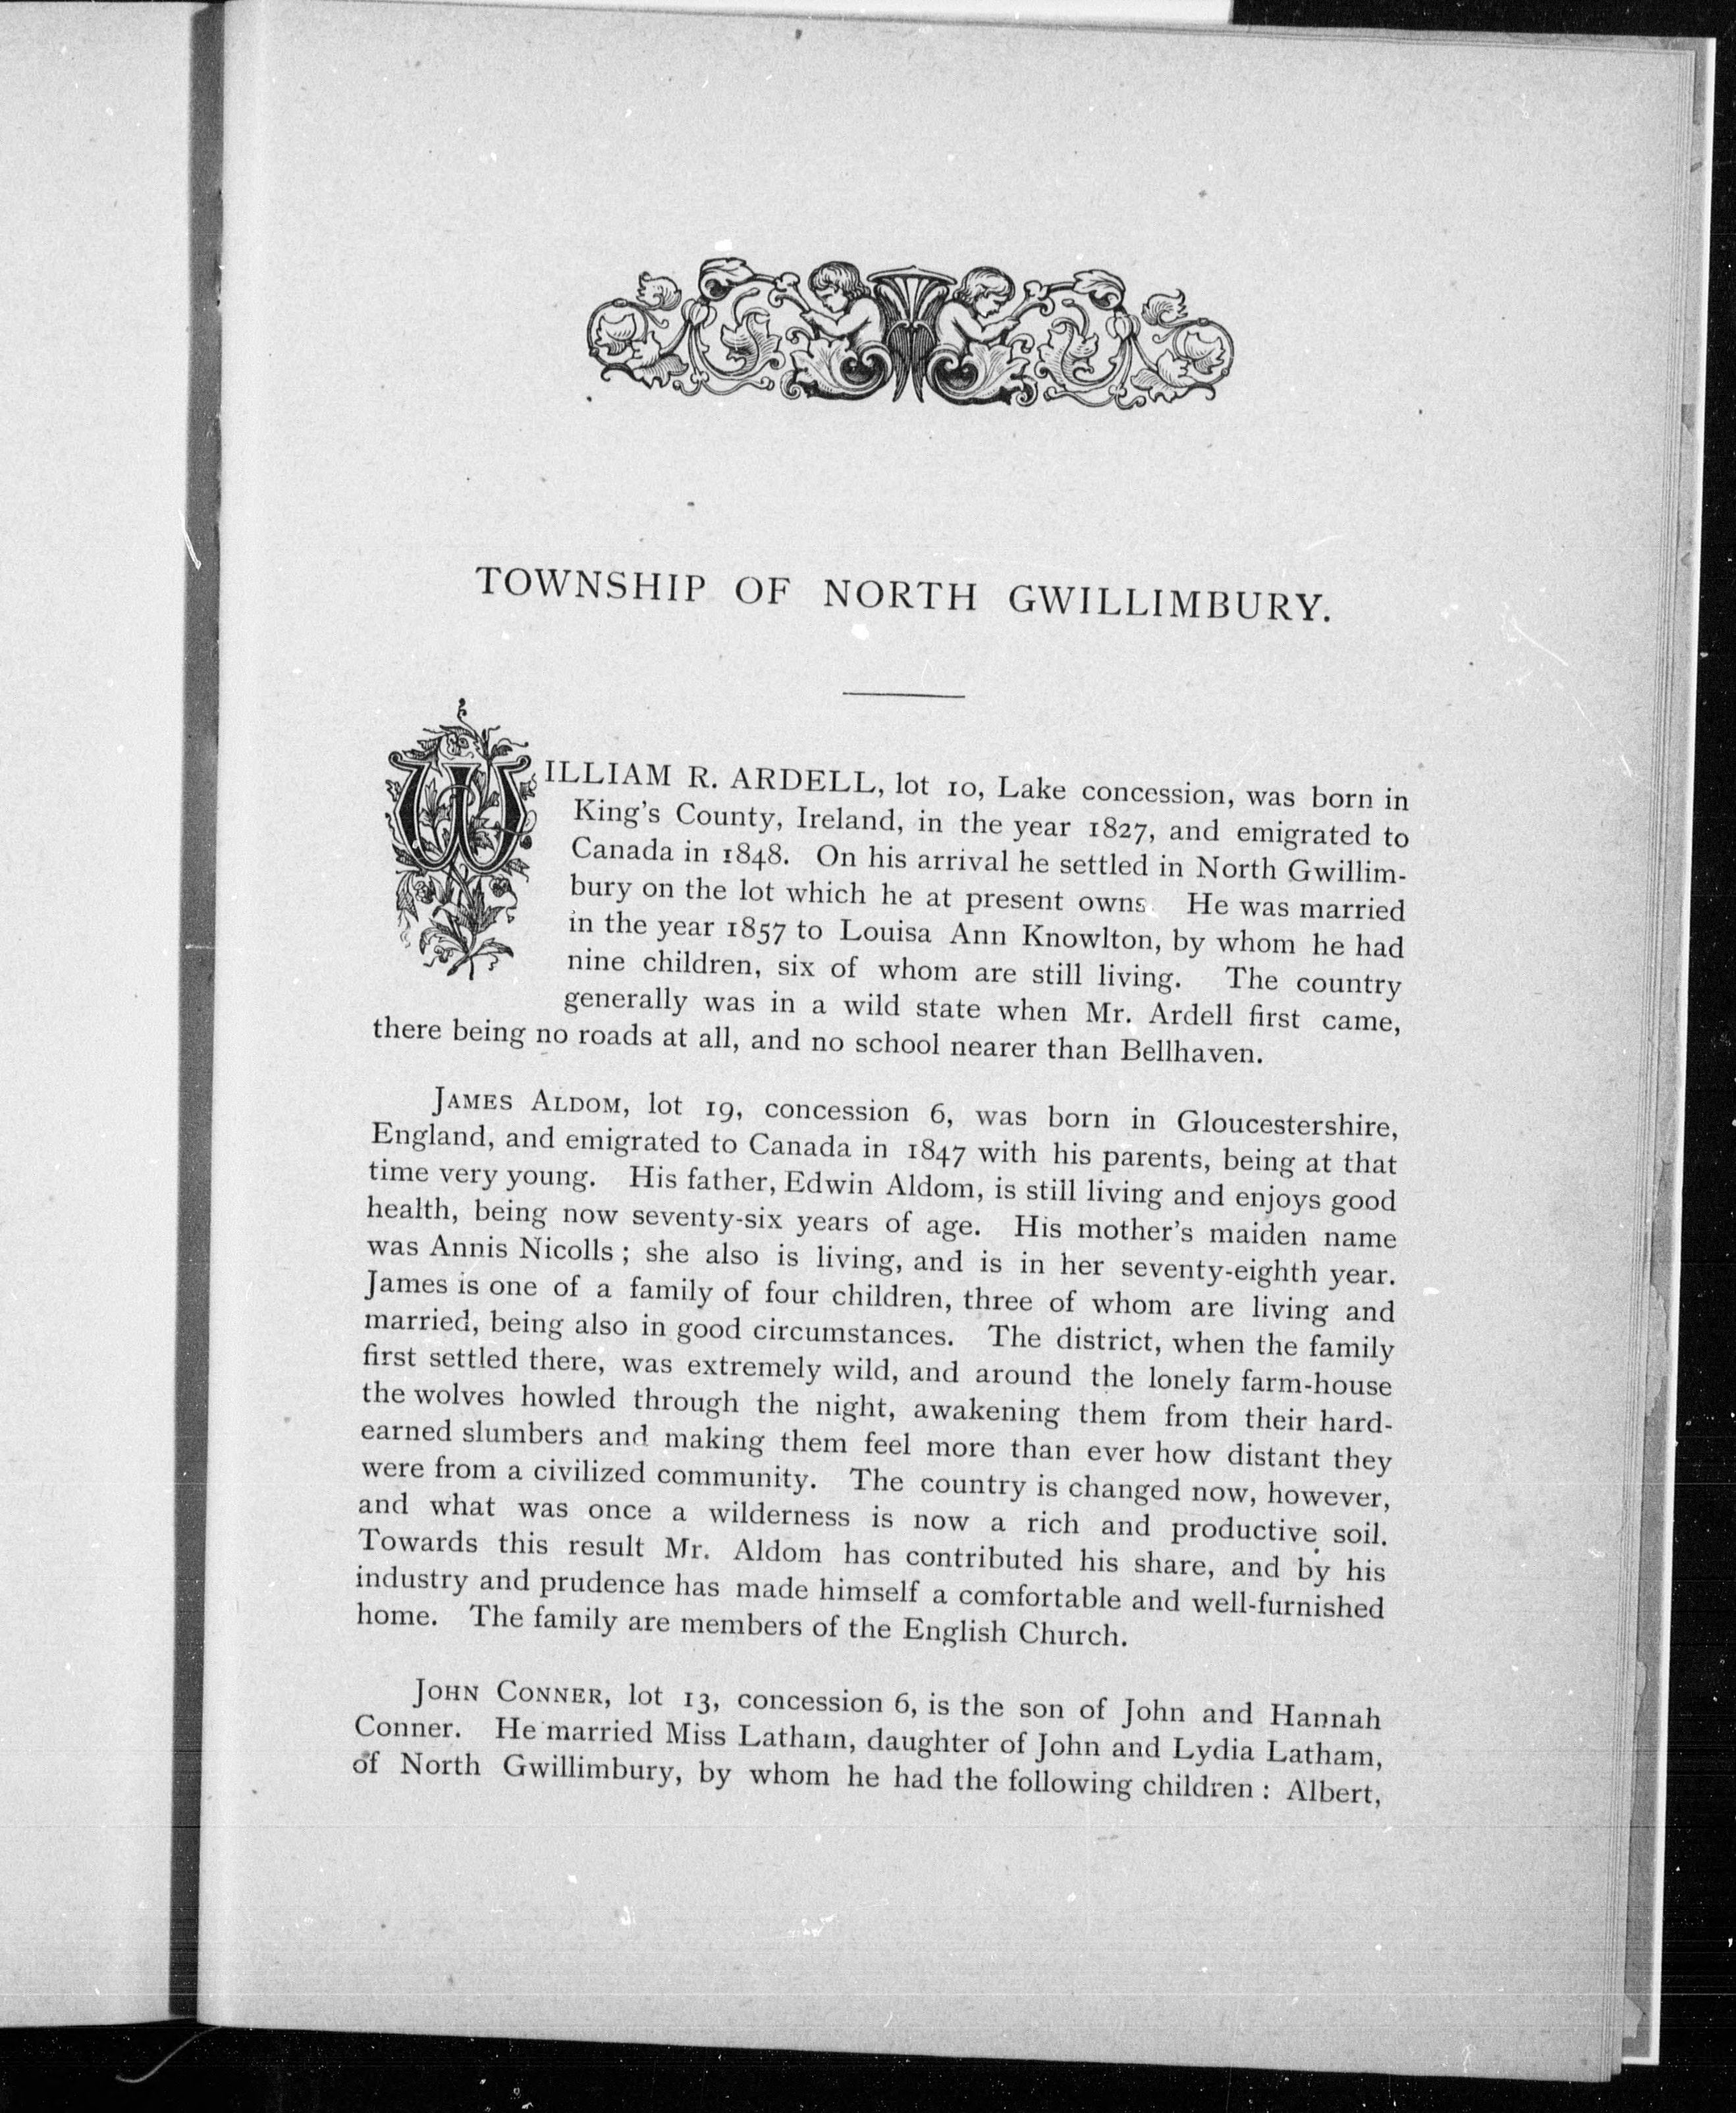 TOWNSHIP OF NORTH GWILLIMBURY.
WILLIAM R. ARDELL, lot 10, Lake concession, was born in
King's County, Ireland, in the year 1827, and emigrated to
Canada in 1848. On his arrival he settled in North Gwillim-
bury on the lot which he at present owns. He was married
in the year 1857 to Louisa Ann Knowlton, by whom he had
nine children, six of whom are still living. The country
generally was in a wild state when Mr. Ardell first came,
there being no roads at all, and no school nearer than Bellhaven.
JAMES ALDOM, lot 19, concession 6, was born in Gloucestershire,
England, and emigrated to Canada in 1847 with his parents, being at that
time very young. His father, Edwin Aldom, is still living and enjoys good
health, being now seventy-six years of age. His mother's maiden name
was Annis Nicolls; she also is living, and is in her seventy-eighth year.
James is one of a family of four children, three of whom are living and
married, being also in good circumstances. The district, when the family
first settled there, was extremely wild, and around the lonely farm-house
the wolves howled through the night, awakening them from their hard-
earned slumbers and making them feel more than ever how distant they
were from a civilized community. The country is changed now, however,
and what was once a wilderness is now a rich and productive soil.
Towards this result Mr. Aldom has contributed his share, and by his
industry and prudence has made himself a comfortable and well-furnished
home. The family are members of the English Church.
JOHN CONNER, lot 13, concession 6, is the son of John and Hannah
Conner. He married Miss Latham, daughter of John and Lydia Latham,
of North Gwillimbury, by whom he had the following children: Albert,